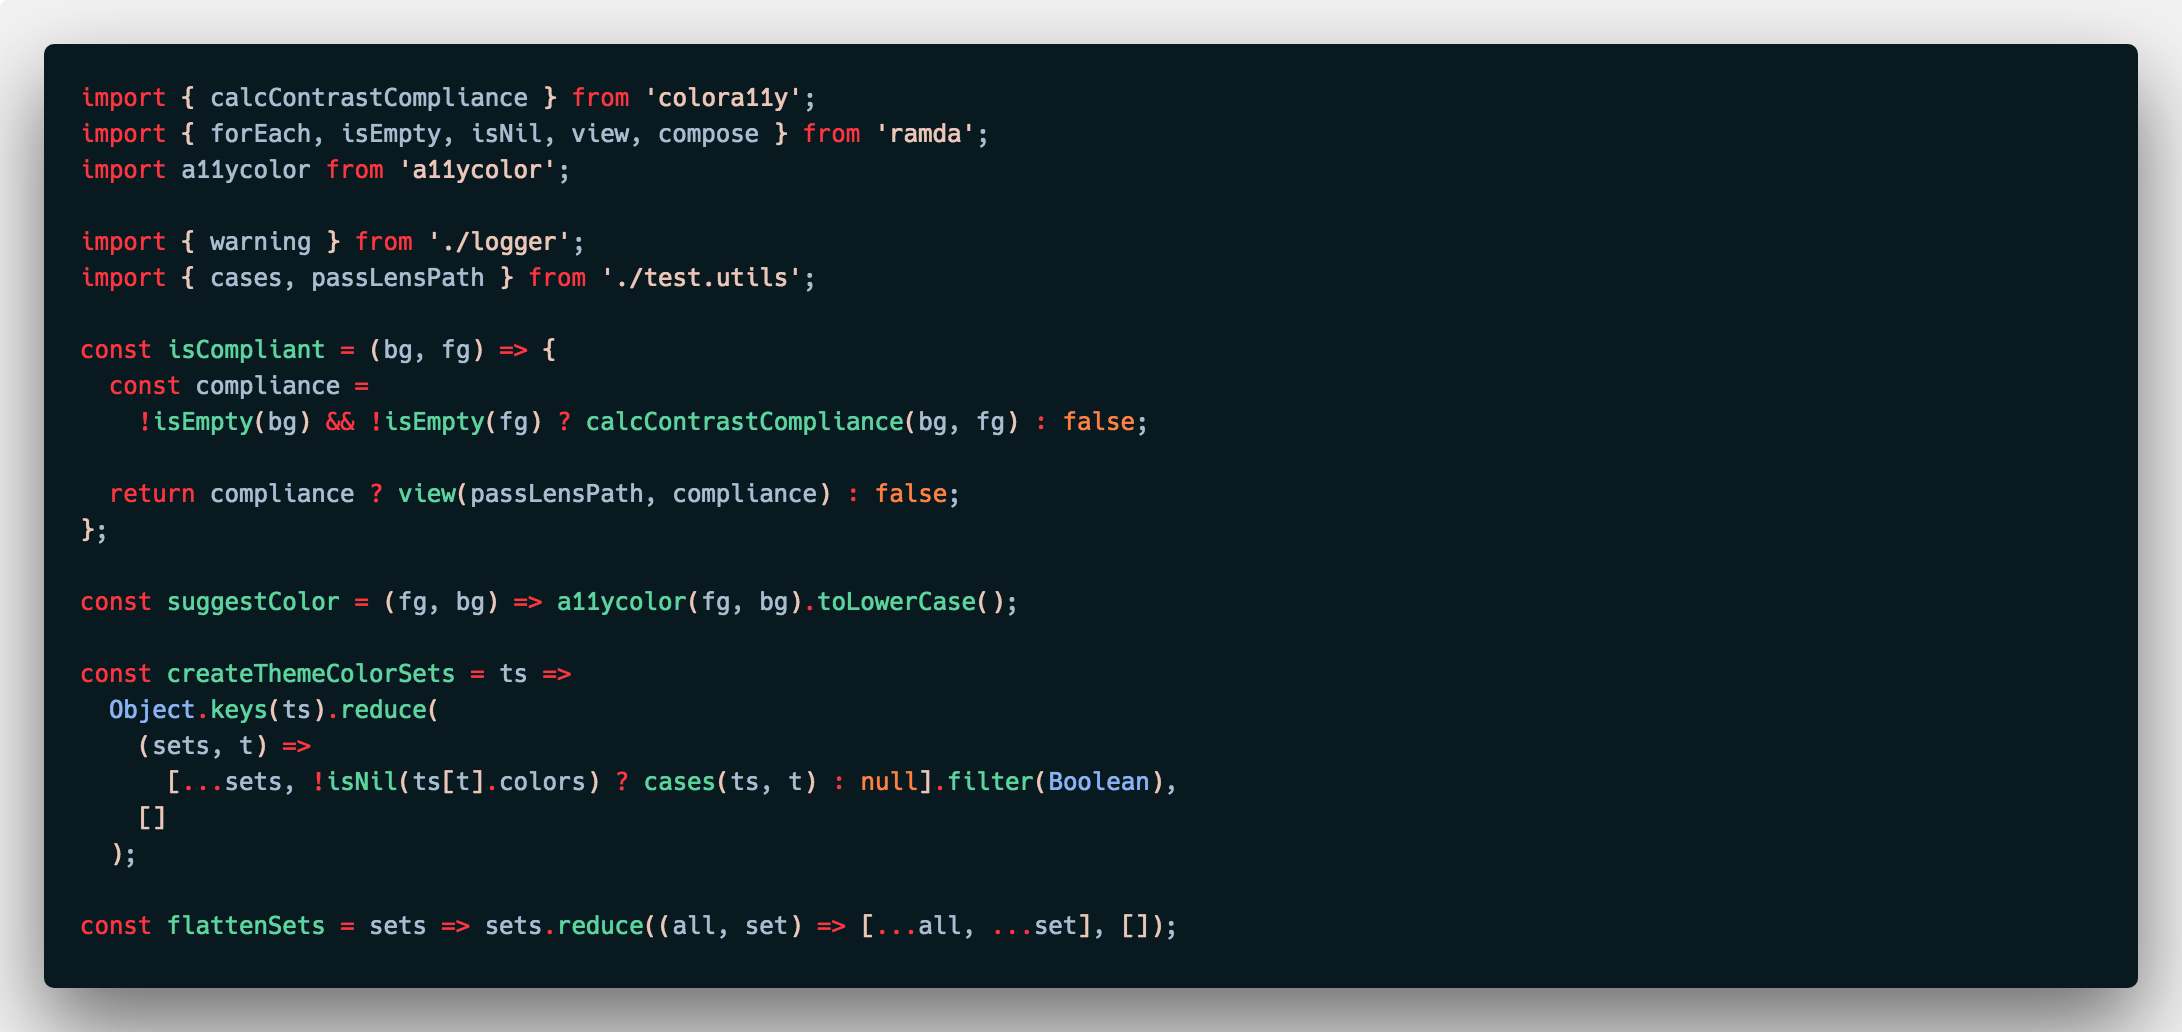 import { calcContrastCompliance } from 'colora11y';
import { forEach, isEmpty, isNil, view, compose } from 'ramda';
import a11ycolor from 'a11ycolor';

import { warning } from './logger';
import { cases, passLensPath } from './test.utils';

const isCompliant = (bg, fg) => {
  const compliance =
    !isEmpty(bg) && !isEmpty(fg) ? calcContrastCompliance(bg, fg) : false;

  return compliance ? view(passLensPath, compliance) : false;
};

const suggestColor = (fg, bg) => a11ycolor(fg, bg).toLowerCase();

const createThemeColorSets = ts =>
  Object.keys(ts).reduce(
    (sets, t) =>
      [...sets, !isNil(ts[t].colors) ? cases(ts, t) : null].filter(Boolean),
    []
  );

const flattenSets = sets => sets.reduce((all, set) => [...all, ...set], []);